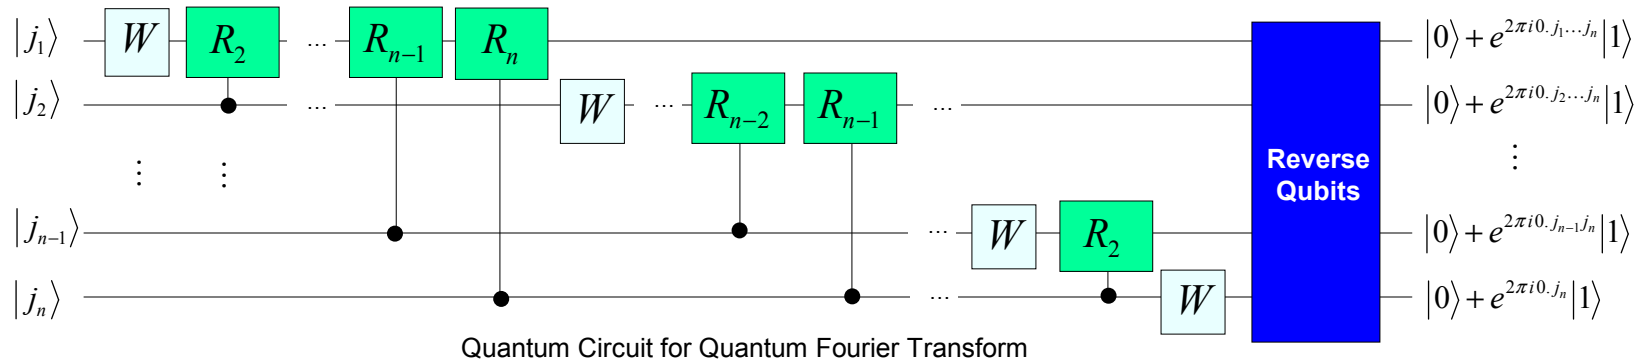 |j₁⟩ W R₂ ... Rₙ₋₁ Rₙ |0⟩ + e^{2πi0.j₁…jₙ}|1⟩
|j₂⟩ ... W ... Rₙ₋₂ Rₙ₋₁ ... |0⟩ + e^{2πi0.j₂…jₙ}|1⟩
⋮ ⋮ Reverse ⋮
Qubits
|jₙ₋₁⟩ ... W R₂ |0⟩ + e^{2πi0.jₙ₋₁jₙ}|1⟩
|jₙ⟩ ... W |0⟩ + e^{2πi0.jₙ}|1⟩
Quantum Circuit for Quantum Fourier Transform